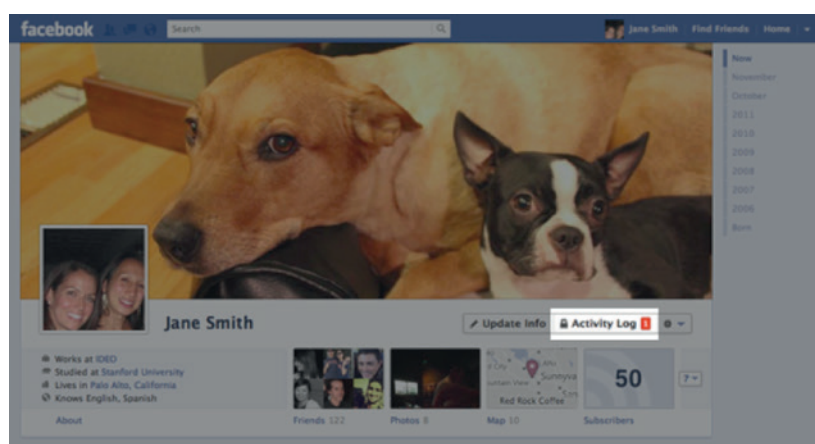 facebook
Search
Jane Smith Find Friends Home
Now
November
October
2011
2010
2009
2008
2007
2006
Born
Jane Smith
Update Info
Activity Log 1
Works at IDEO
Studied at Stanford University
Lives in Palo Alto, California
Knows English, Spanish
About
Sunnyva
Red Rock Coffee
50
?
Friends 122
Photos 8
Map 10
Subscribers